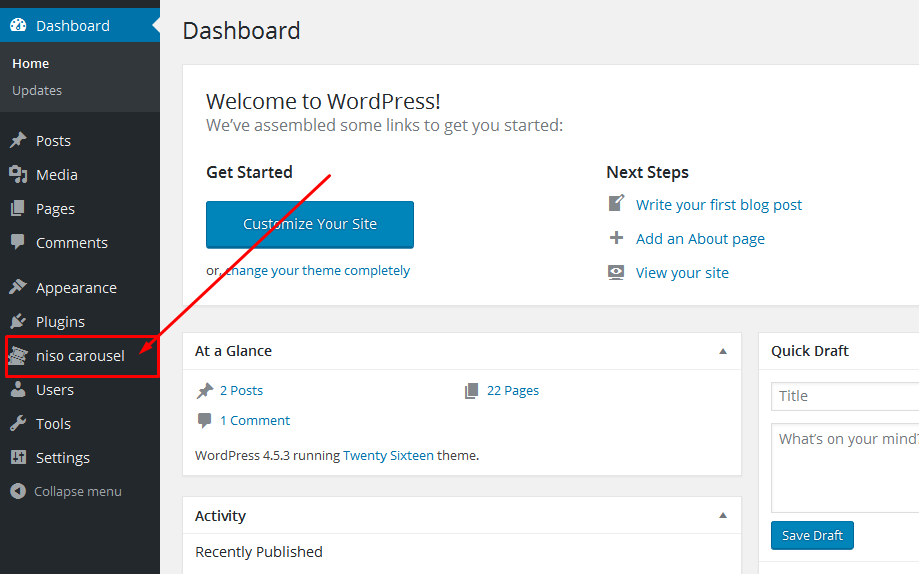 Dashboard
Home
Updates
Posts
Media
Pages
Comments
Appearance
Plugins
niso carousel
Users
Tools
Settings
Collapse menu
Dashboard
Welcome to WordPress!
We've assembled some links to get you started:
Get Started
Customize Your Site
or, change your theme completely
Next Steps
Write your first blog post
Add an About page
View your site
At a Glance
2 Posts
22 Pages
1 Comment
WordPress 4.5.3 running Twenty Sixteen theme.
Activity
Recently Published
Quick Draft
Title
What's on your mind?
Save Draft